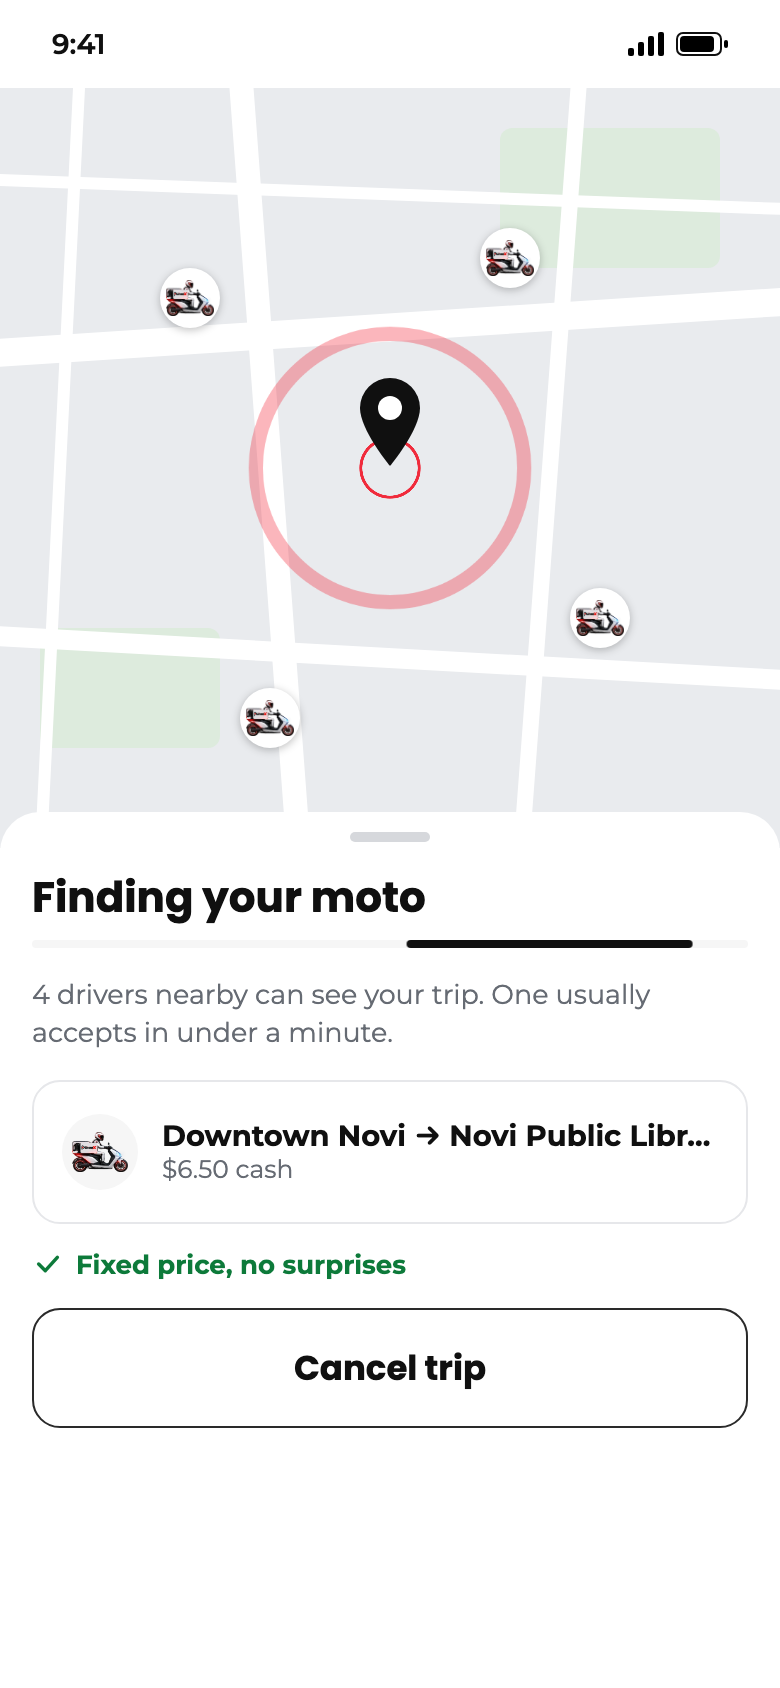 9:41
Finding your moto
4 drivers nearby can see your trip. One usually
accepts in under a minute.
Downtown Novi → Novi Public Libr...
$6.50 cash
Fixed price, no surprises
Cancel trip